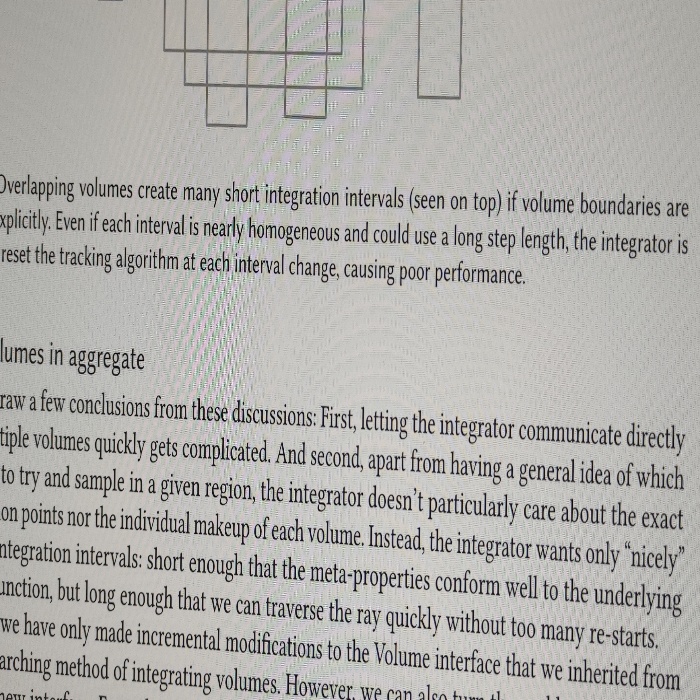 Overlapping volumes create many short integration intervals (seen on top) if volume boundaries are
xplicitly. Even if each interval is nearly homogeneous and could use a long step length, the integrator is
reset the tracking algorithm at each interval change, causing poor performance.
lumes in aggregate
raw a few conclusions from these discussions: First, letting the integrator communicate directly
tiple volumes quickly gets complicated. And second, apart from having a general idea of which
to try and sample in a given region, the integrator doesn't particularly care about the exact
on points nor the individual makeup of each volume. Instead, the integrator wants only “nicely”
ntegration intervals: short enough that the meta-properties conform well to the underlying
unction, but long enough that we can traverse the ray quickly without too many re-starts.
we have only made incremental modifications to the Volume interface that we inherited from
arching method of integrating volumes. However, we can also turn